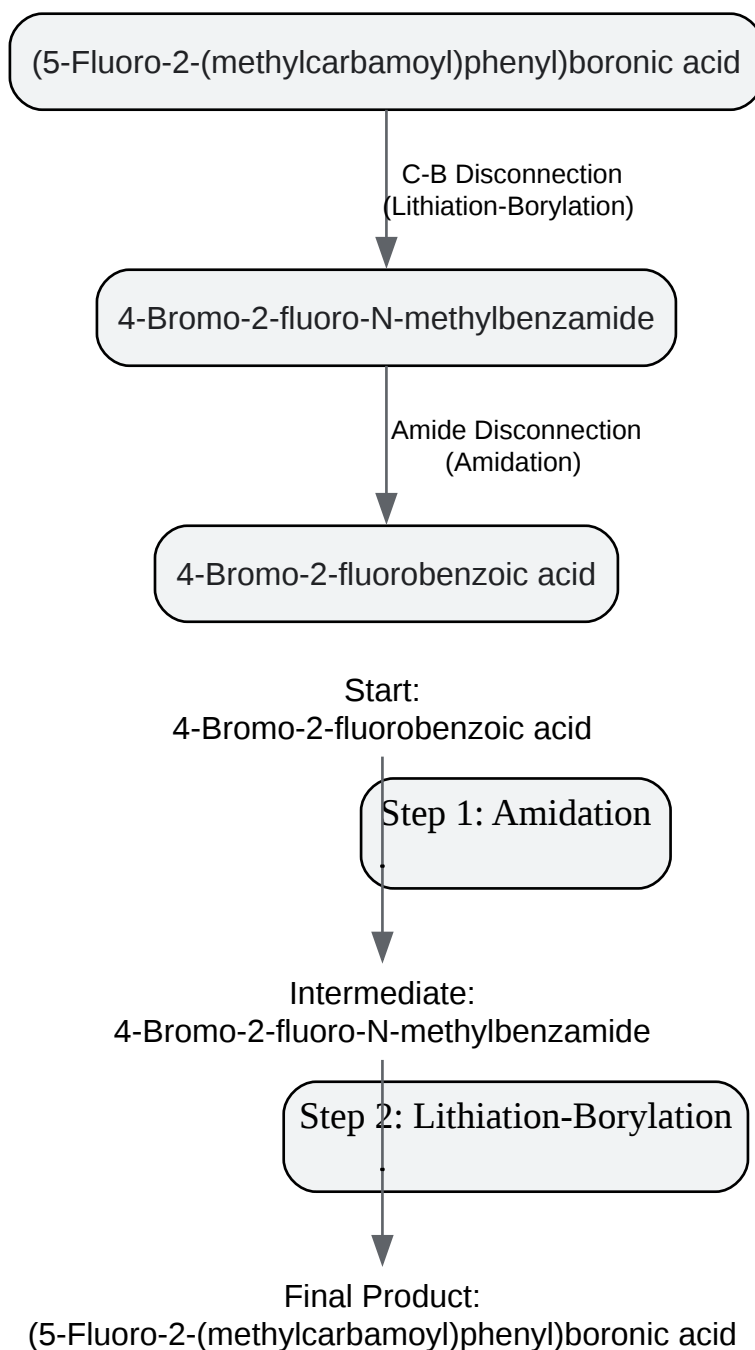 (5-Fluoro-2-(methylcarbamoyl)phenyl)boronic acid
C-B Disconnection
(Lithiation-Borylation)
4-Bromo-2-fluoro-N-methylbenzamide
Amide Disconnection
(Amidation)
4-Bromo-2-fluorobenzoic acid
Start:
4-Bromo-2-fluorobenzoic acid
Step 1: Amidation
.
Intermediate:
4-Bromo-2-fluoro-N-methylbenzamide
Step 2: Lithiation-Borylation
.
Final Product:
(5-Fluoro-2-(methylcarbamoyl)phenyl)boronic acid